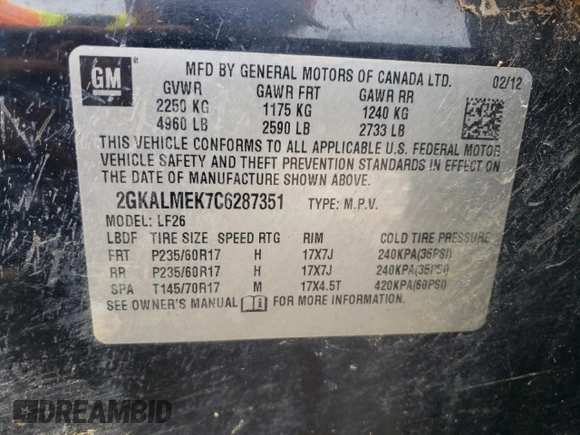 GM
MFD BY GENERAL MOTORS OF CANADA LTD. 02/12
GVWR GAWR FRT GAWR RR
2250 KG 1175 KG 1240 KG
4960 LB 2590 LB 2733 LB
THIS VEHICLE CONFORMS TO ALL APPLICABLE U.S. FEDERAL MOTOR
VEHICLE SAFETY AND THEFT PREVENTION STANDARDS IN EFFECT ON
THE DATE OF MANUFACTURE SHOWN ABOVE.
2GKALMEK7C6287351 TYPE: M.P.V.
MODEL: LF26
LBDF TIRE SIZE SPEED RTG RIM COLD TIRE PRESSURE
FRT P235/60R17 H 17X7J 240KPA(35PSI)
RR P235/60R17 H 17X7J 240KPA(35PSI)
SPA T145/70R17 M 17X4.5T 420KPA(60PSI)
SEE OWNER'S MANUAL FOR MORE INFORMATION.
DREAMBID